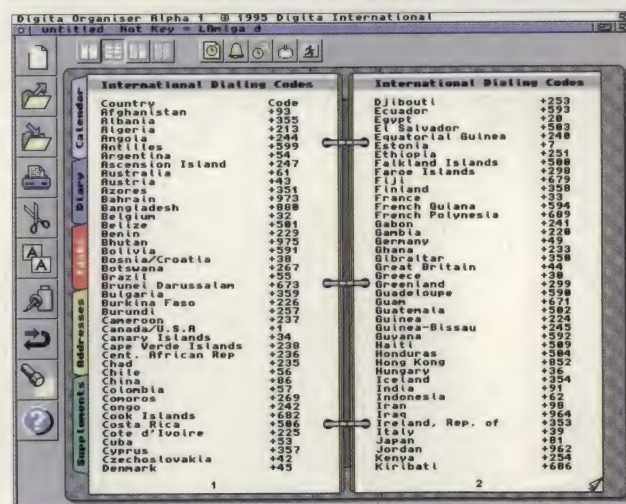 Digita Organiser Alpha 1 © 1995 Digita International
untitled Hot Key = LAmiga d
Calendar
Diary
Tasks
Addresses
Supplements
International Dialing Codes
Country Code
Afghanistan +93
Albania +355
Algeria +213
Angola +244
Antilles +599
Argentina +54
Ascension Island +247
Australia +61
Austria +43
Azores +351
Bahrain +973
Bangladesh +880
Belgium +32
Belize +501
Benin +229
Bhutan +975
Bolivia +591
Bosnia/Croatia +38
Botswana +267
Brazil +55
Brunei Darussalam +673
Bulgaria +359
Burkina Faso +226
Burundi +257
Cameroon +237
Canada/U.S.A +1
Canary Islands +34
Cape Verde Islands +238
Cent. African Rep +236
Chad +235
Chile +56
China +86
Colombia +57
Comoros +269
Congo +242
Cook Islands +682
Costa Rica +506
Cote d'Ivoire +225
Cuba +53
Cyprus +357
Czechoslovakia +42
Denmark +45
1
International Dialing Codes
Djibouti +253
Ecuador +593
Egypt +20
El Salvador +503
Equatorial Guinea +240
Estonia +7
Ethiopia +251
Falkland Islands +500
Faroe Islands +298
Fiji +679
Finland +358
France +33
French Guiana +594
French Polynesia +689
Gabon +241
Gambia +220
Germany +49
Ghana +233
Gibraltar +350
Great Britain +44
Greece +30
Greenland +299
Guadeloupe +590
Guam +671
Guatemala +502
Guinea +224
Guinea-Bissau +245
Guyana +592
Haiti +509
Honduras +504
Hong Kong +852
Hungary +36
Iceland +354
India +91
Indonesia +62
Iran +98
Iraq +964
Ireland, Rep. of +353
Italy +39
Japan +81
Jordan +962
Kenya +254
Kiribati +686
2